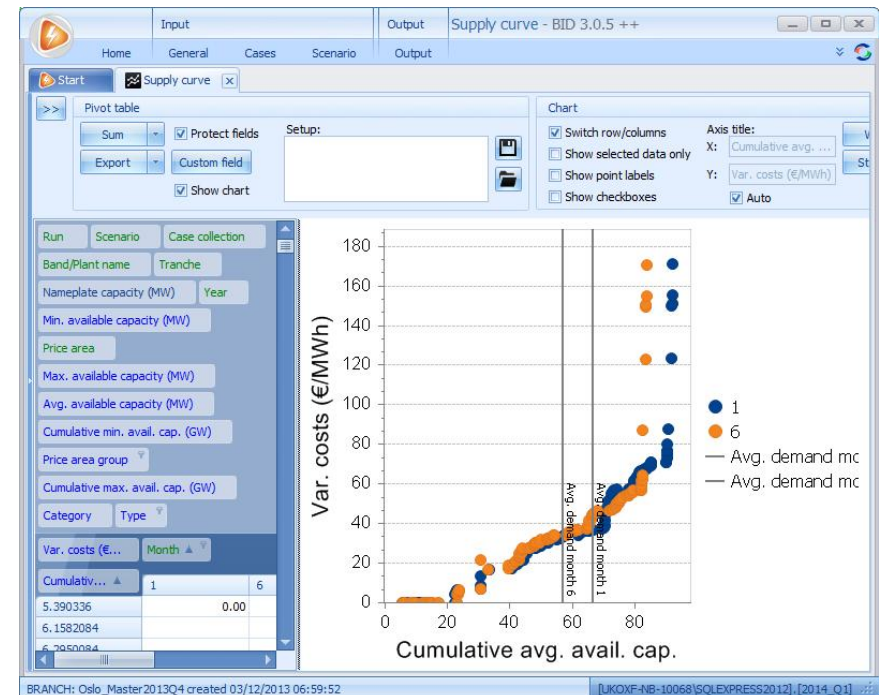 Input Output Supply curve - BID 3.0.5 ++
Home General Cases Scenario Output
Start Supply curve x
>> Pivot table Chart
Sum Protect fields Setup:
Export Custom field
Show chart
Switch row/columns Axis title:
Show selected data only X: Cumulative avg. ...
Show point labels Y: Var. costs (€/MWh) St
Show checkboxes Auto
Run Scenario Case collection
Band/Plant name Tranche
Nameplate capacity (MW) Year
Min. available capacity (MW)
Price area
Max. available capacity (MW)
Avg. available capacity (MW)
Cumulative min. avail. cap. (GW)
Price area group
Cumulative max. avail. cap. (GW)
Category Type
Var. costs (€... Month
Cumulativ... 1 6
5.390336 0.00
6.1582084
6.2950084
Var. costs (€/MWh)
180
160
140
120
100
80
60
40
20
0
0 20 40 60 80
Cumulative avg. avail. cap.
Avg. demand month 6
Avg. demand month 1
1
6
Avg. demand mc
Avg. demand mc
BRANCH: Oslo_Master2013Q4 created 03/12/2013 06:59:52 [UKOXF-NB-10068\SQLEXPRESS2012].[2014_Q1]